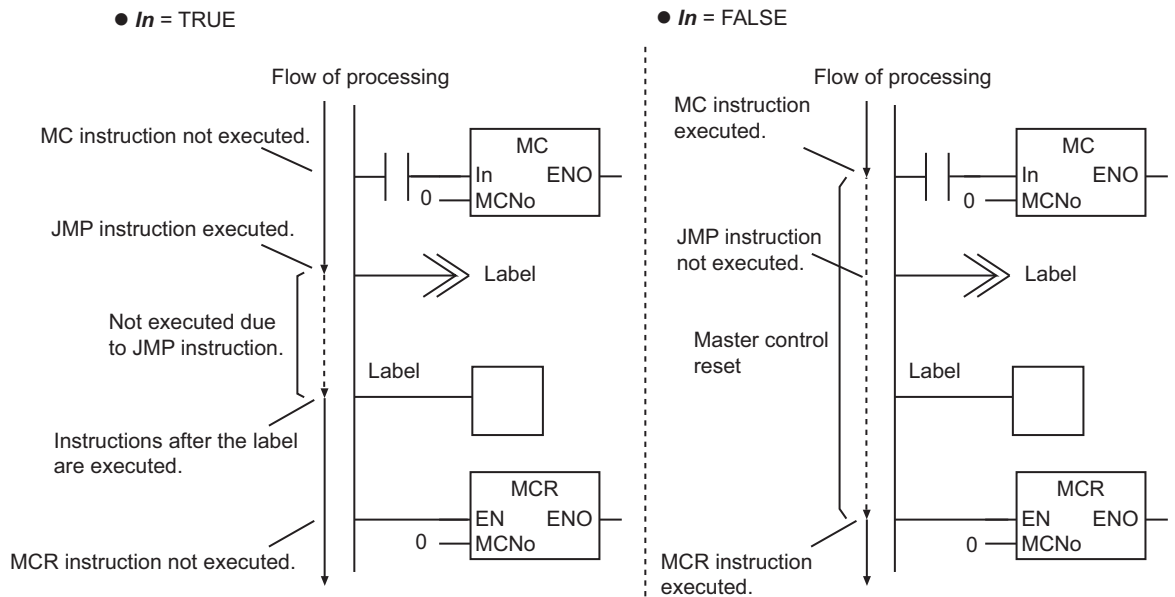 ● In = TRUE
Flow of processing
MC instruction not executed.
MC
In ENO
0 MCNo
JMP instruction executed.
Label
Not executed due
to JMP instruction.
Label
Instructions after the label
are executed.
MCR
EN ENO
0 MCNo
MCR instruction not executed.
● In = FALSE
Flow of processing
MC instruction
executed.
MC
In ENO
0 MCNo
JMP instruction
not executed.
Label
Master control
reset
Label
MCR
EN ENO
0 MCNo
MCR instruction
executed.